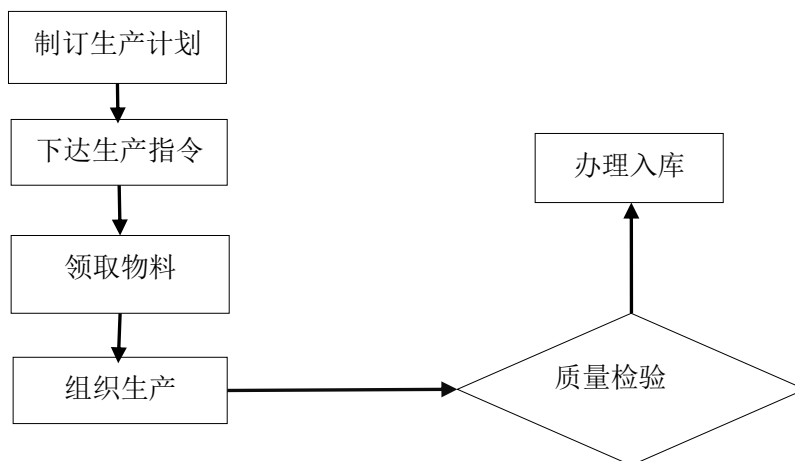 制订生产计划
下达生产指令
领取物料
组织生产
质量检验
办理入库